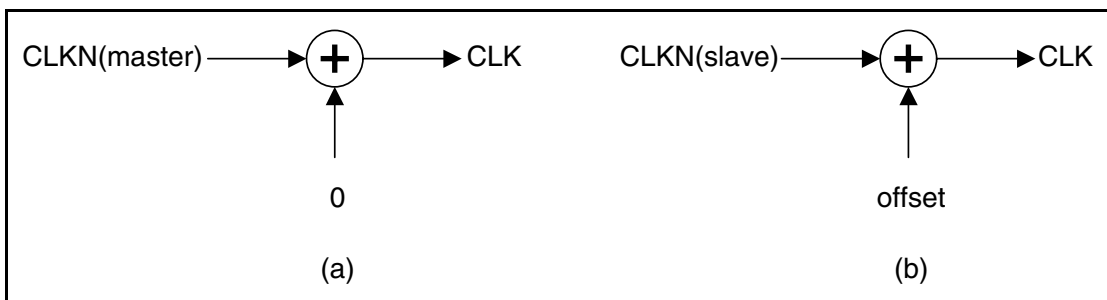 CLKN(master) + CLK
0
(a)
CLKN(slave) + CLK
offset
(b)